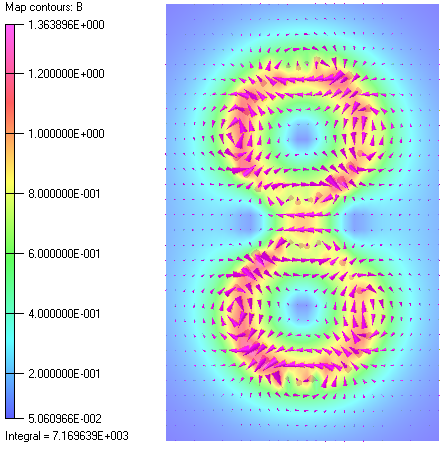 Map contours: B
1.363896E+000
1.200000E+000
1.000000E+000
8.000000E-001
6.000000E-001
4.000000E-001
2.000000E-001
5.060966E-002
Integral = 7.169639E+003